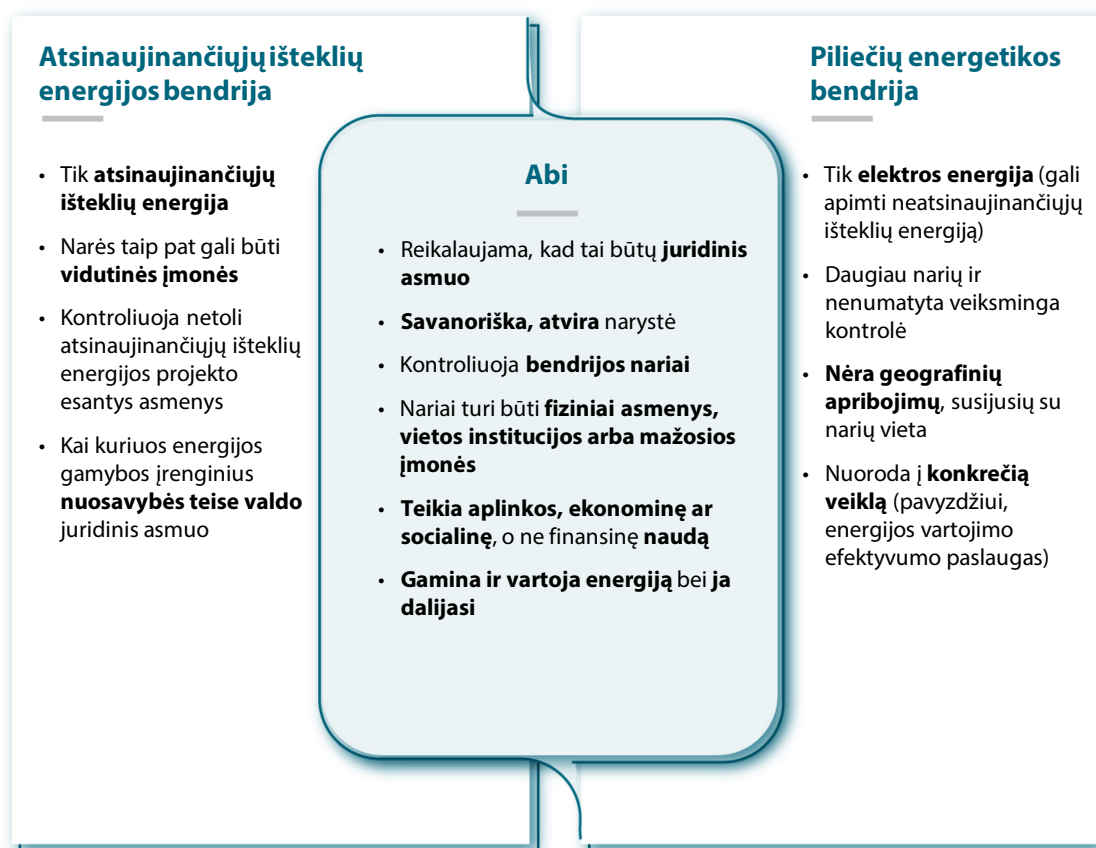 Atsinaujinančiųjų išteklių
energijos bendrija
• Tik atsinaujinančiųjų
išteklių energija
• Narės taip pat gali būti
vidutinės įmonės
• Kontroliuoja netoli
atsinaujinančiųjų išteklių
energijos projekto
esantys asmenys
• Kai kuriuos energijos
gamybos įrenginius
nuosavybės teise valdo
juridinis asmuo
Abi
• Reikalaujama, kad tai būtų juridinis
asmuo
• Savanoriška, atvira narystė
• Kontroliuoja bendrijos nariai
• Nariai turi būti fiziniai asmenys,
vietos institucijos arba mažosios
įmonės
• Teikia aplinkos, ekonominę ar
socialinę, o ne finansinę naudą
• Gamina ir vartoja energiją bei ja
dalijasi
Piliečių energetikos
bendrija
• Tik elektros energija (gali
apimti neatsinaujinančiųjų
išteklių energiją)
• Daugiau narių ir
nenumatyta veiksminga
kontrolė
• Nėra geografinių
apribojimų, susijusių su
narių vieta
• Nuoroda į konkrečią
veiklą (pavyzdžiui,
energijos vartojimo
efektyvumo paslaugas)